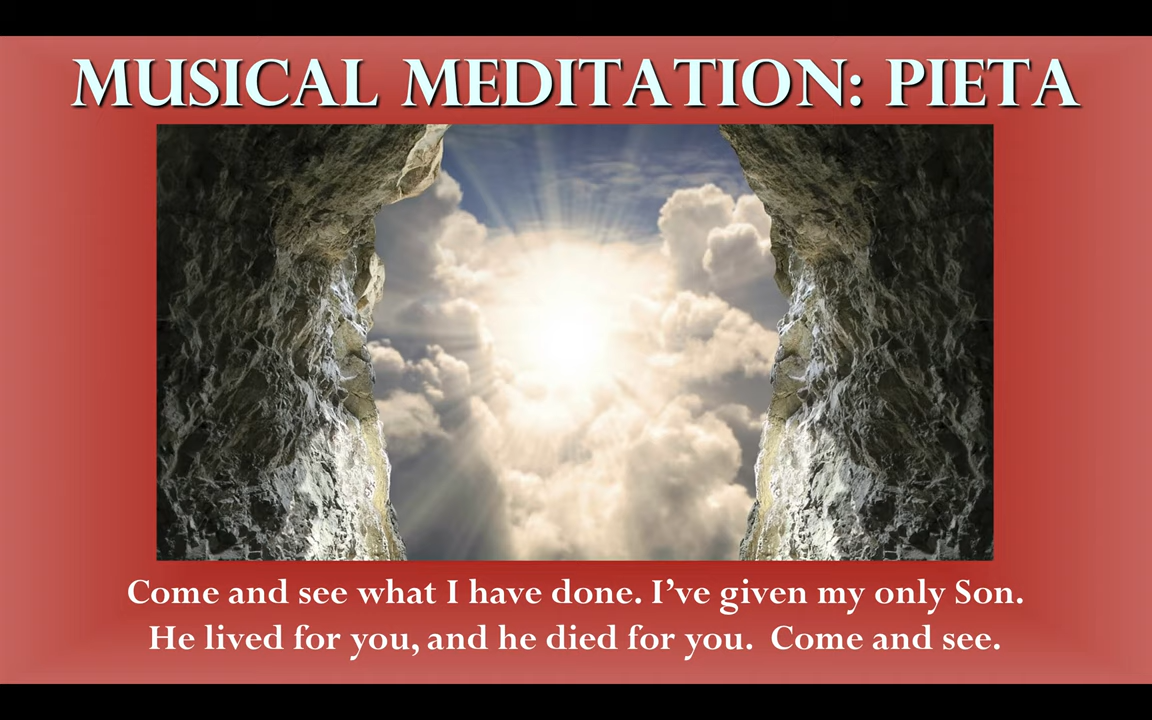 MUSICAL MEDITATION: PIETA
Come and see what I have done. I’ve given my only Son.
He lived for you, and he died for you.  Come and see.